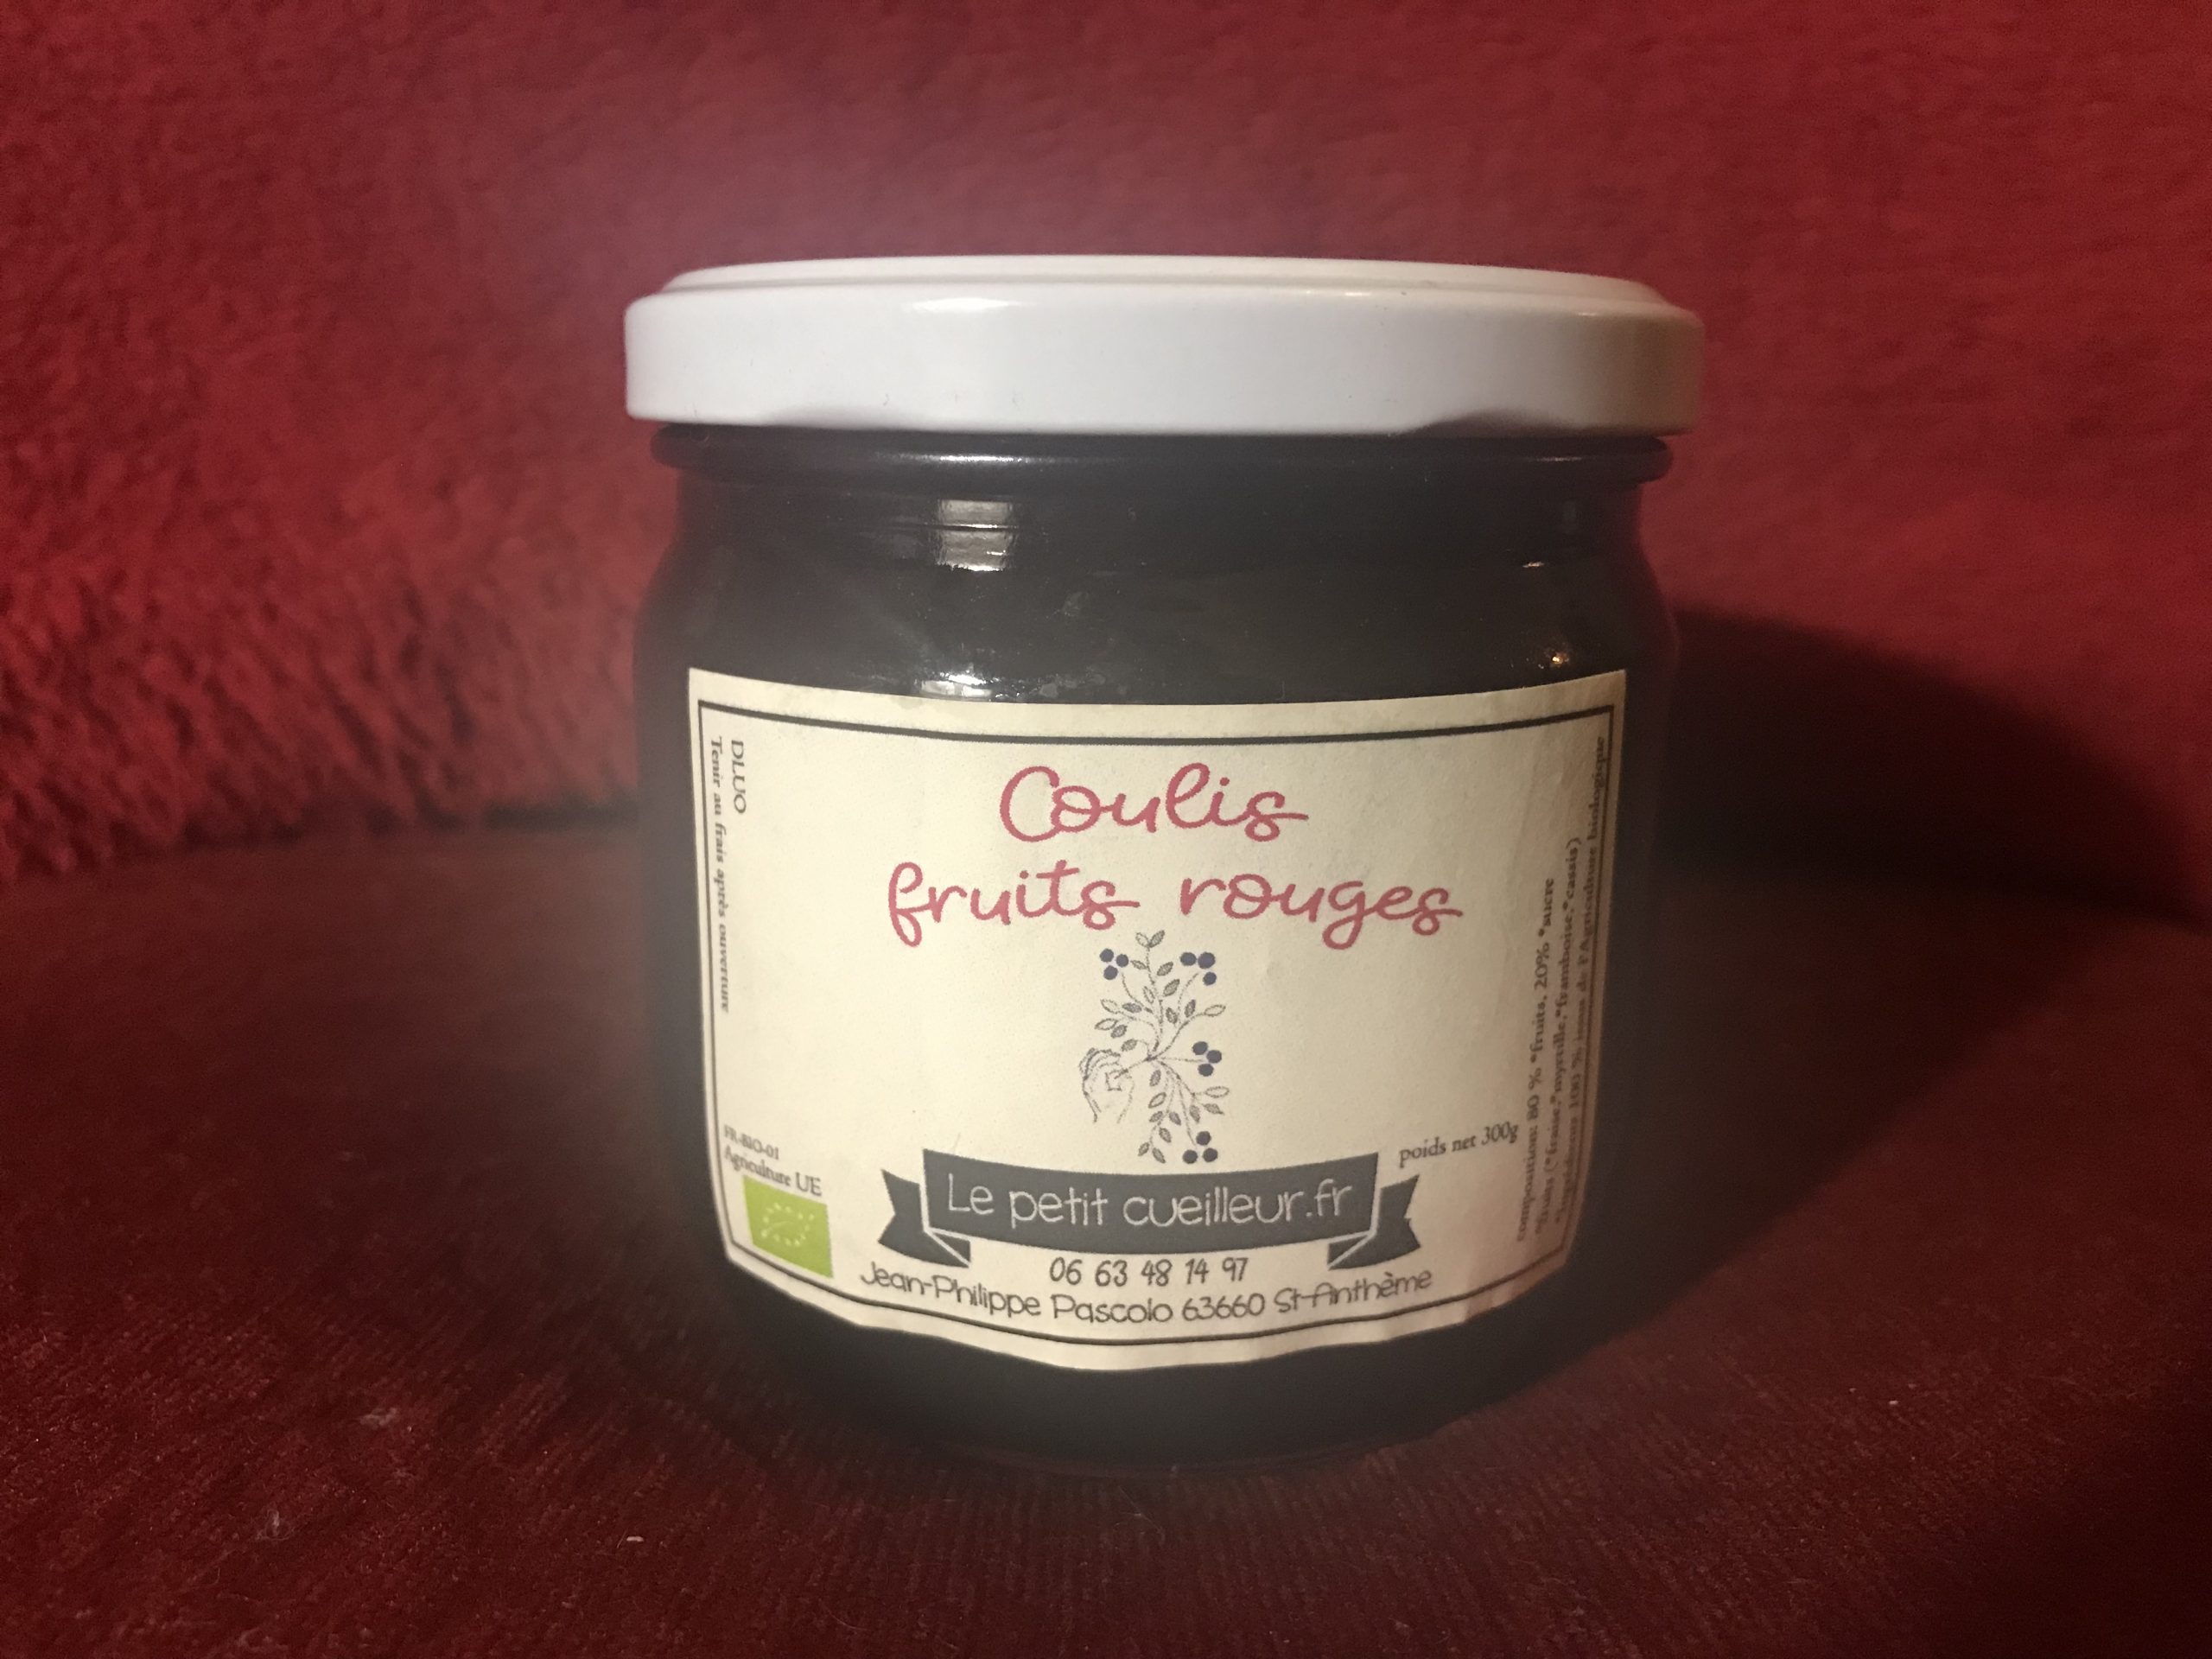 Coulis
fruits rouges
DLUO
Tenir au frais après ouverture
FR-BIO-01
Agriculture UE
poids net 300g
Le petit cueilleur.fr
06 63 48 14 97
Jean-Philippe Pascolo 63660 St-Anthème
composition: 80 % *fruits, 20% *sucre
*fruits (*fraise,*myrtille,*framboise,*cassis)
*Ingrédients 100 % issus de l'Agriculture biologique